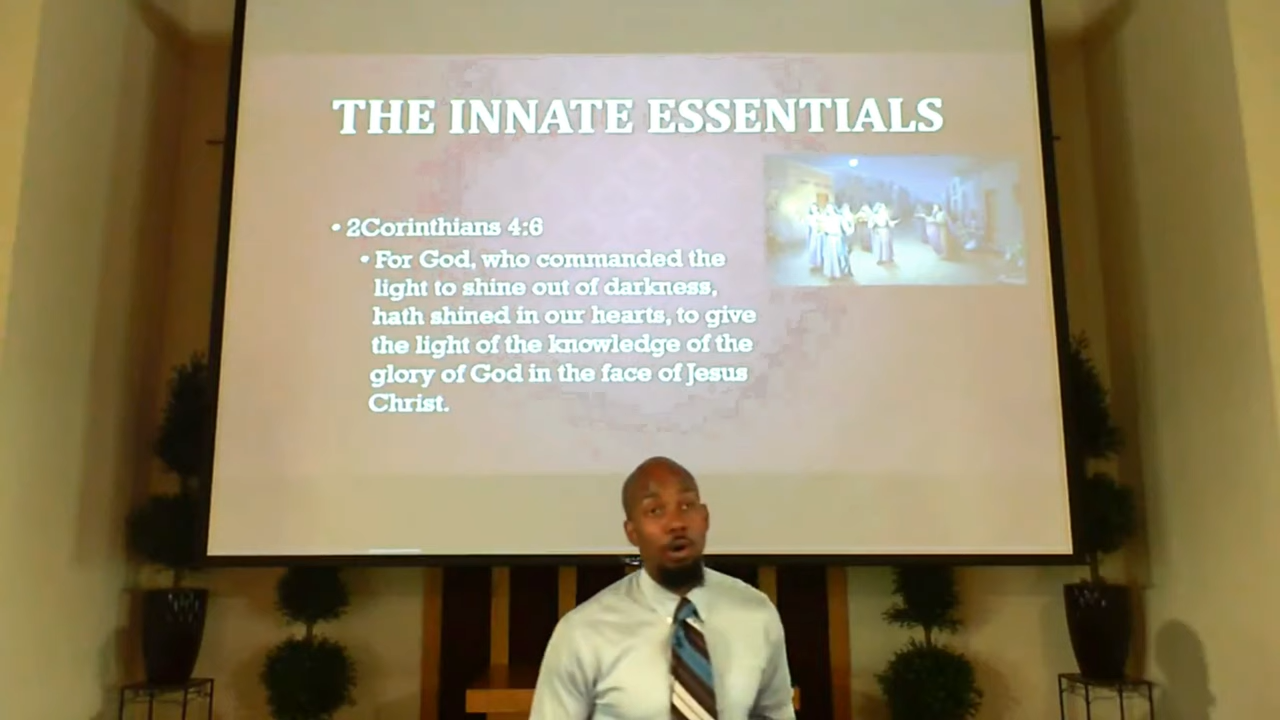 THE INNATE ESSENTIALS
• 2Corinthians 4:6
• For God, who commanded the
light to shine out of darkness,
hath shined in our hearts, to give
the light of the knowledge of the
glory of God in the face of Jesus
Christ.